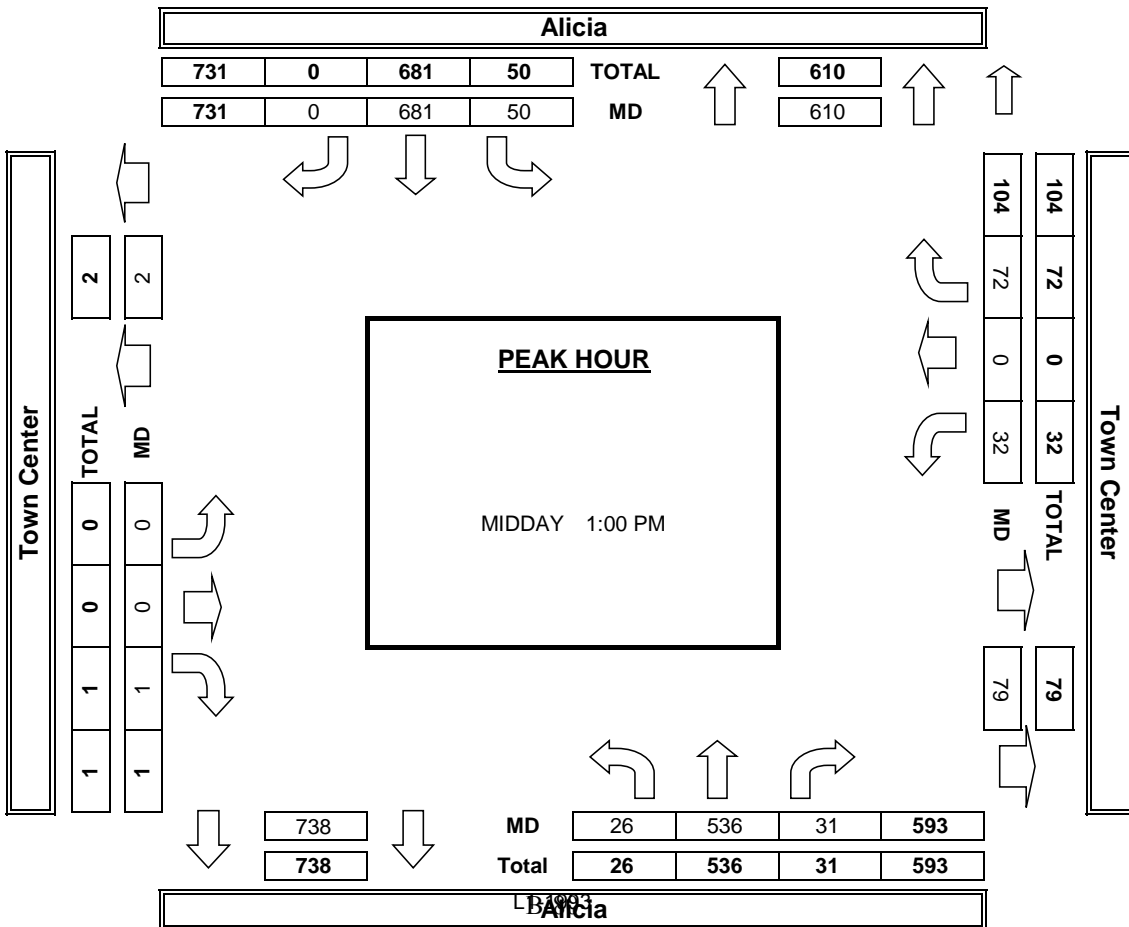 Alicia
731 0 681 50 TOTAL 610
731 0 681 50 MD 610
Town Center
2 2
TOTAL MD
0 0
0 0
1 1
1 1
PEAK HOUR
MIDDAY 1:00 PM
104 104
72 72
0 0
32 32
MD TOTAL
79 79
Town Center
738 MD 26 536 31 593
738 Total 26 536 31 593
Alicia